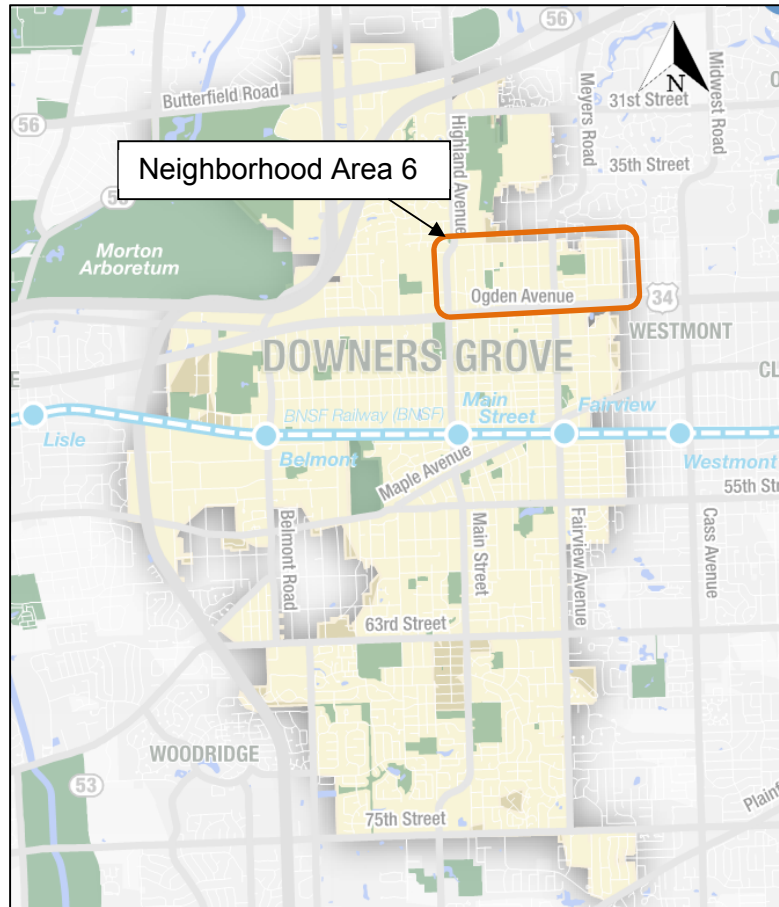 56
Butterfield Road
56
Highland Avenue
Meyers Road
Midwest Road
N
31st Street
35th Street
Neighborhood Area 6
Morton
Arboretum
Ogden Avenue
34
WESTMONT
DOWNERS GROVE
BNSF Railway (BNSF)
Main
Street
Fairview
Lisle
Belmont
Westmont
Maple Avenue
55th St
Belmont Road
Main Street
Fairview Avenue
Cass Avenue
63rd Street
WOODRIDGE
53
75th Street
Plainf